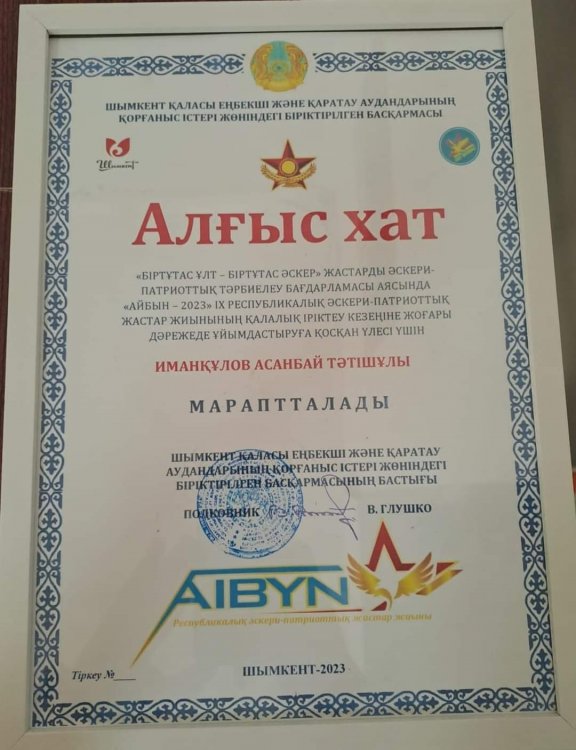 ШЫМКЕНТ ҚАЛАСЫ ЕҢБЕКШІ ЖӘНЕ ҚАРАТАУ АУДАНДАРЫНЫҢ
ҚОРҒАНЫС ІСТЕРІ ЖӨНІНДЕГІ БІРІКТІРІЛГЕН БАСҚАРМАСЫ
Шымкент
Алғыс хат
«БІРТҰТАС ҰЛТ – БІРТҰТАС ӘСКЕР» ЖАСТАРДЫ ӘСКЕРИ-
ПАТРИОТТЫҚ ТӘРБИЕЛЕУ БАҒДАРЛАМАСЫ АЯСЫНДА
«АЙБЫН – 2023» IX РЕСПУБЛИКАЛЫҚ ӘСКЕРИ-ПАТРИОТТЫҚ
ЖАСТАР ЖИЫНЫНЫҢ ҚАЛАЛЫҚ ІРІКТЕУ КЕЗЕҢІНЕ ЖОҒАРЫ
ДӘРЕЖЕДЕ ҰЙЫМДАСТЫРУҒА ҚОСҚАН ҮЛЕСІ ҮШІН
ИМАНҚҰЛОВ АСАНБАЙ ТӘТІШҰЛЫ
МАРАПТТАЛАДЫ
ШЫМКЕНТ ҚАЛАСЫ ЕҢБЕКШІ ЖӘНЕ ҚАРАТАУ
АУДАНДАРЫНЫҢ ҚОРҒАНЫС ІСТЕРІ ЖӨНІНДЕГІ
БІРІКТІРІЛГЕН БАСҚАРМАСЫНЫҢ БАСТЫҒЫ
ПОЛКОВНИК В. ГЛУШКО
AIBYN
Республикалық әскери-патриоттық жастар жиыны
Тіркеу №____
ШЫМКЕНТ-2023